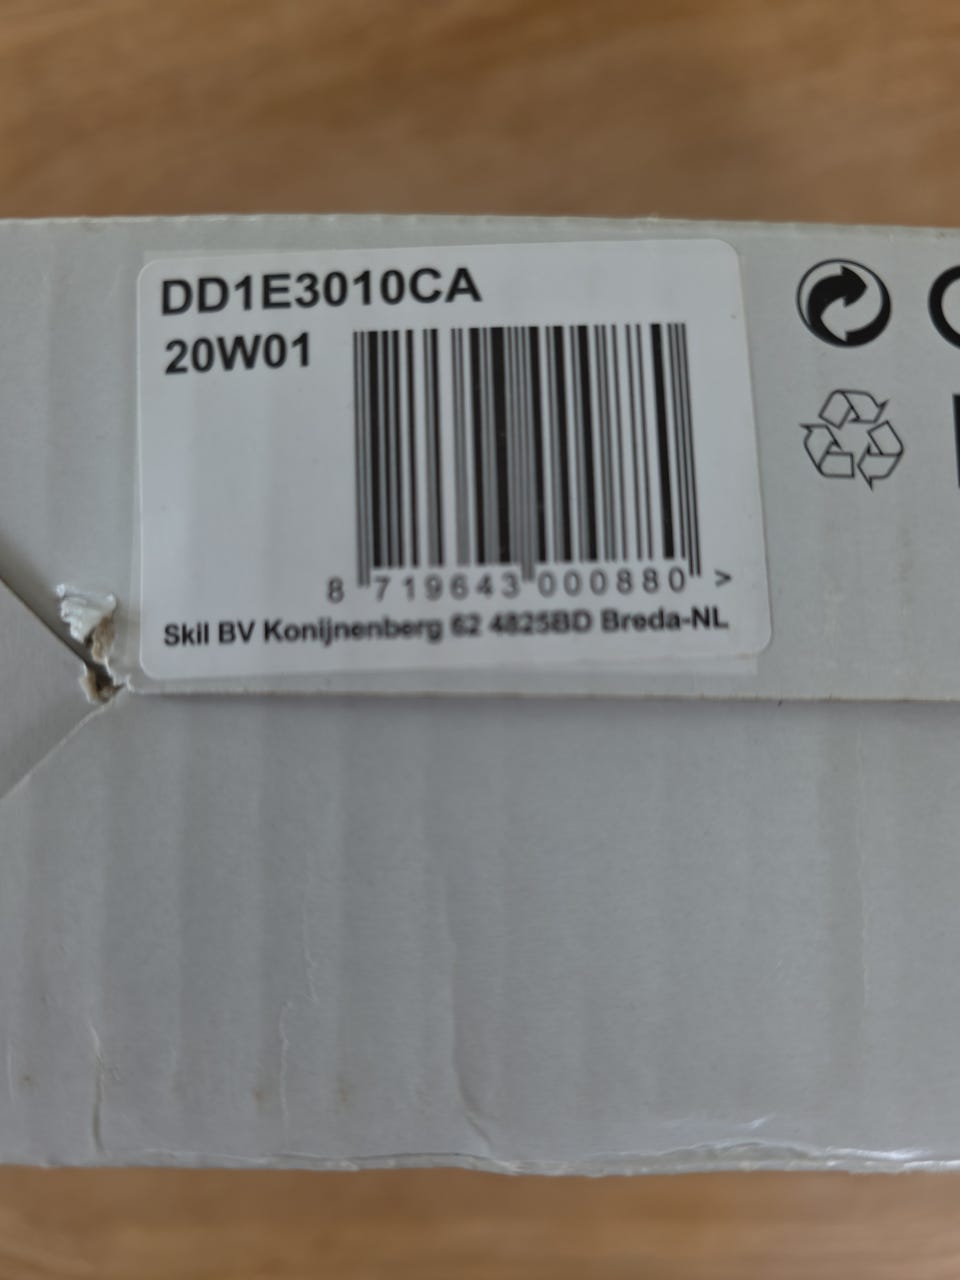 DD1E3010CA
20W01
8 719643 000880 >
Skil BV Konijnenberg 62 4825BD Breda-NL